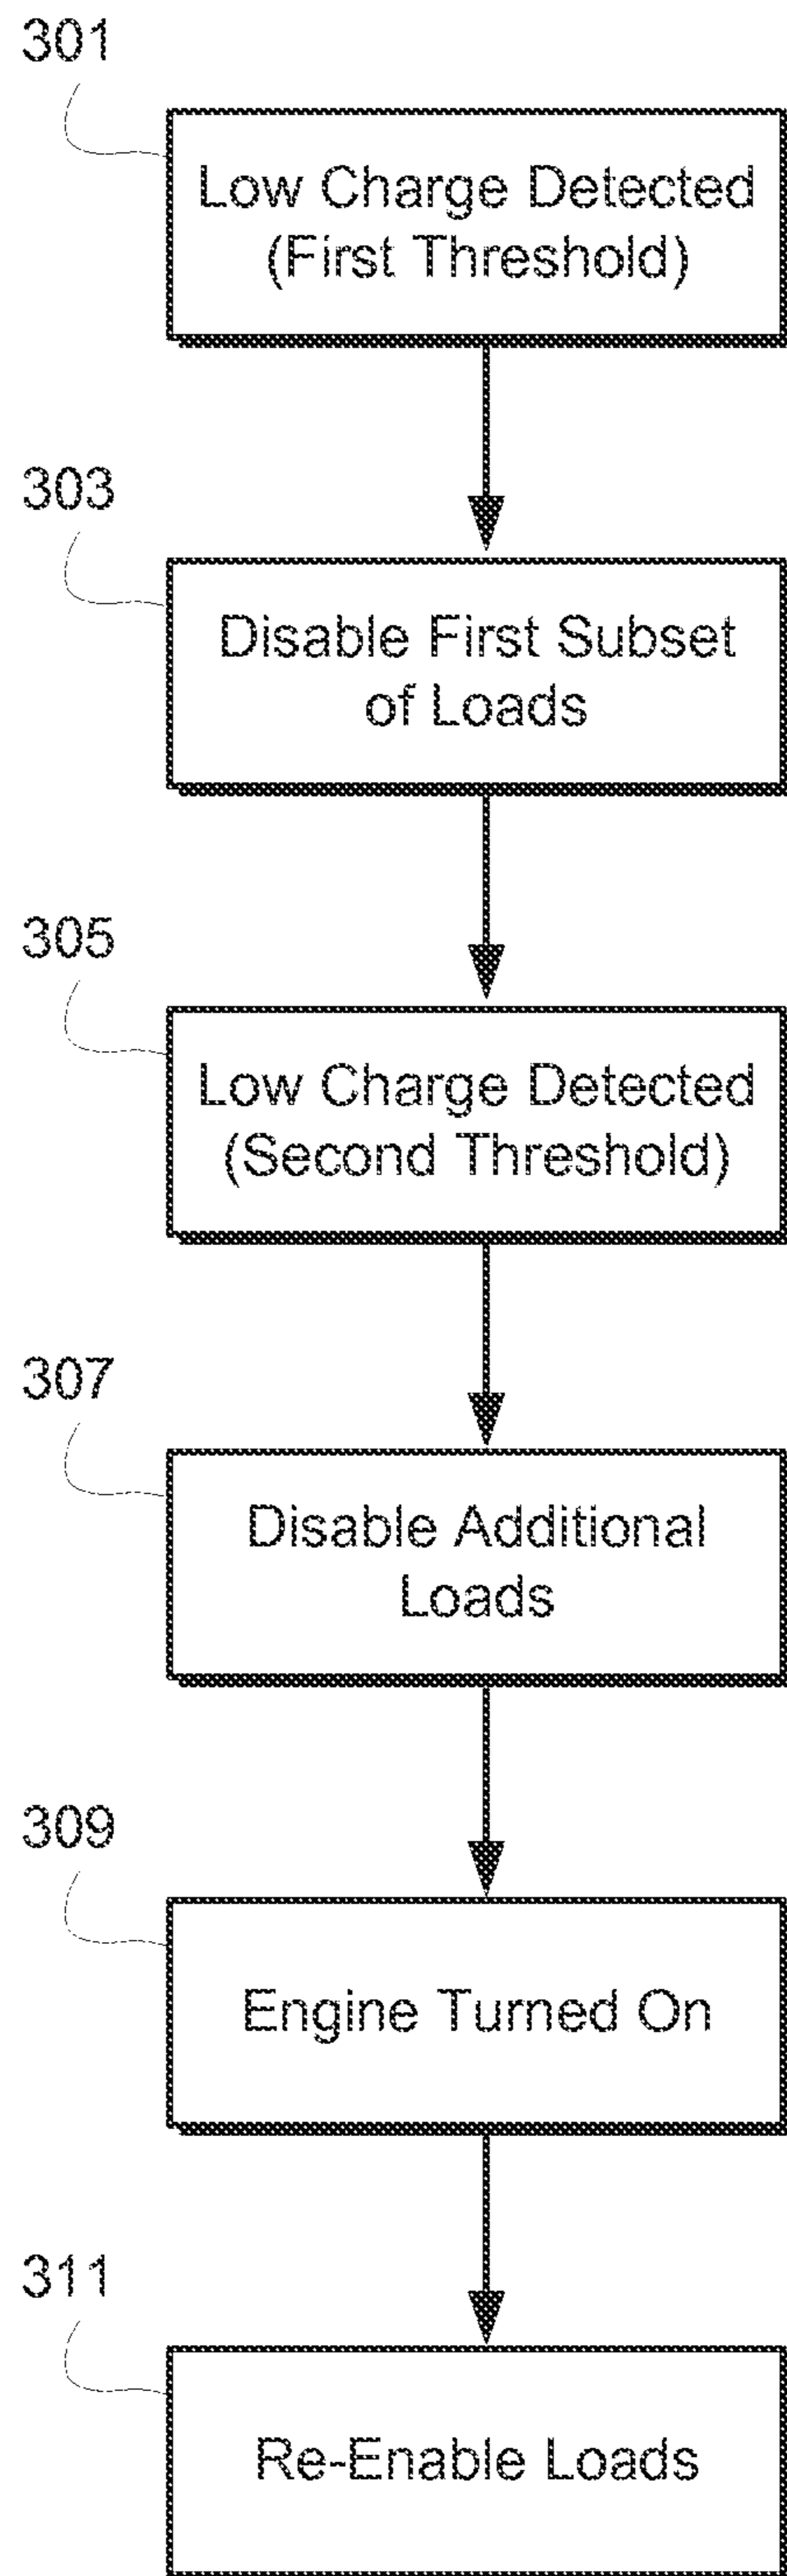 301
Low Charge Detected
(First Threshold)
303
Disable First Subset
of Loads
305
Low Charge Detected
(Second Threshold)
307
Disable Additional
Loads
309
Engine Turned On
311
Re-Enable Loads